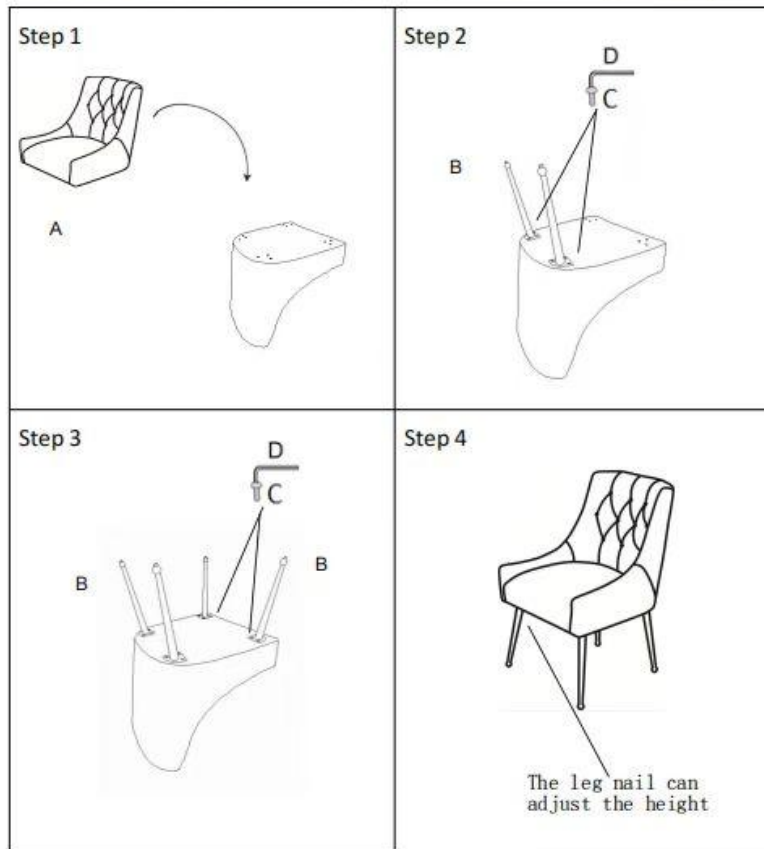 Step 1
A
Step 2
D
C
B
Step 3
D
C
B
B
Step 4
The leg nail can
adjust the height